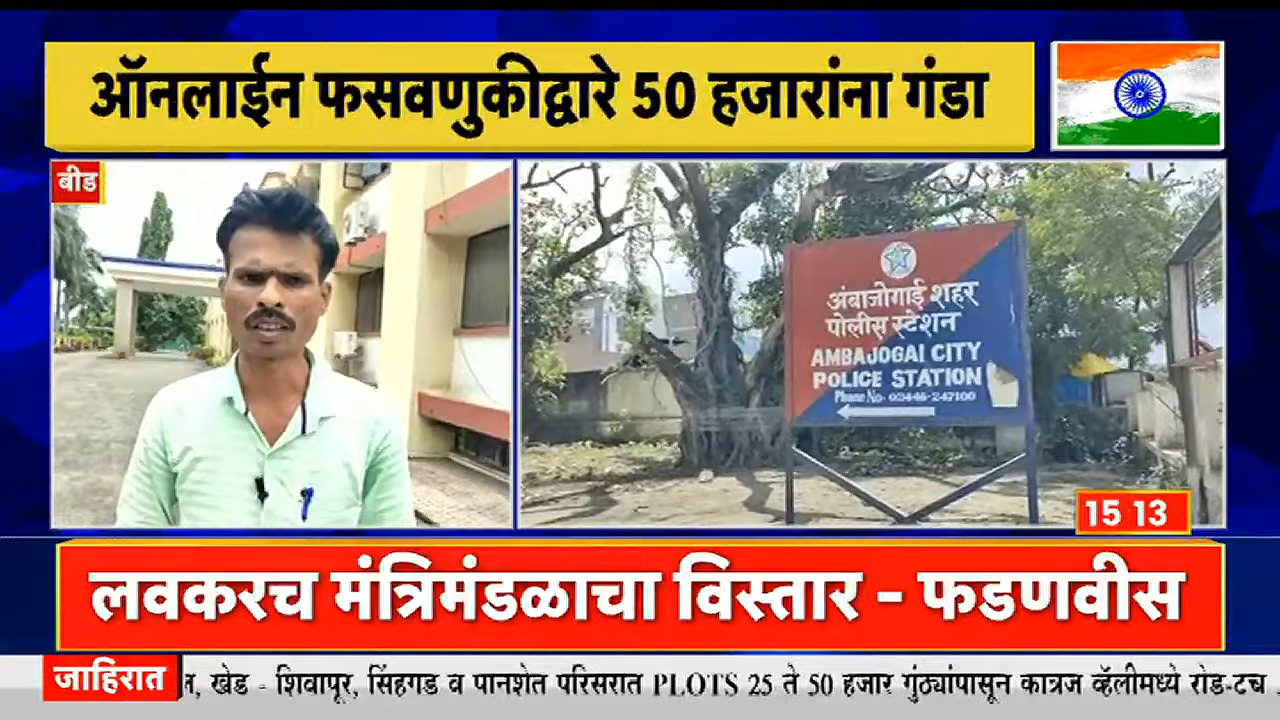 ऑनलाईन फसवणुकीद्वारे 50 हजारांना गंडा
बीड
अंबाजोगाई शहर
पोलीस स्टेशन
AMBAJOGAI CITY
POLICE STATION
Phone No- 02446-247100
15 13
लवकरच मंत्रिमंडळाचा विस्तार - फडणवीस
जाहिरात
खेड - शिवापूर, सिंहगड व पानशेत परिसरात PLOTS 25 ते 50 हजार गुंठ्यांपासून कात्रज व्हॅलीमध्ये रोड-टच